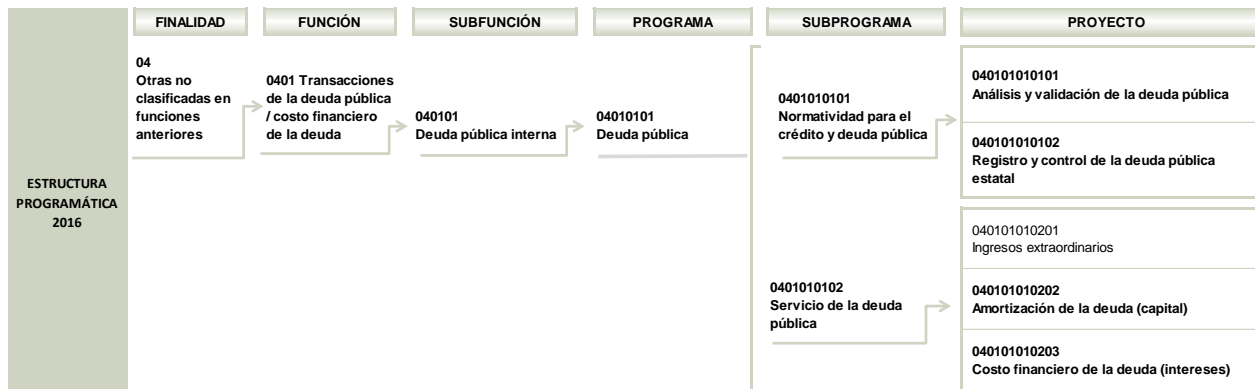 FINALIDAD
FUNCIÓN
SUBFUNCIÓN
PROGRAMA
SUBPROGRAMA
PROYECTO
ESTRUCTURA
PROGRAMÁTICA
2016
04
Otras no
clasificadas en
funciones
anteriores
0401 Transacciones
de la deuda pública
/ costo financiero
de la deuda
040101
Deuda pública interna
04010101
Deuda pública
0401010101
Normatividad para el
crédito y deuda pública
040101010101
Análisis y validación de la deuda pública
040101010102
Registro y control de la deuda pública
estatal
0401010102
Servicio de la deuda
pública
040101010201
Ingresos extraordinarios
040101010202
Amortización de la deuda (capital)
040101010203
Costo financiero de la deuda (intereses)